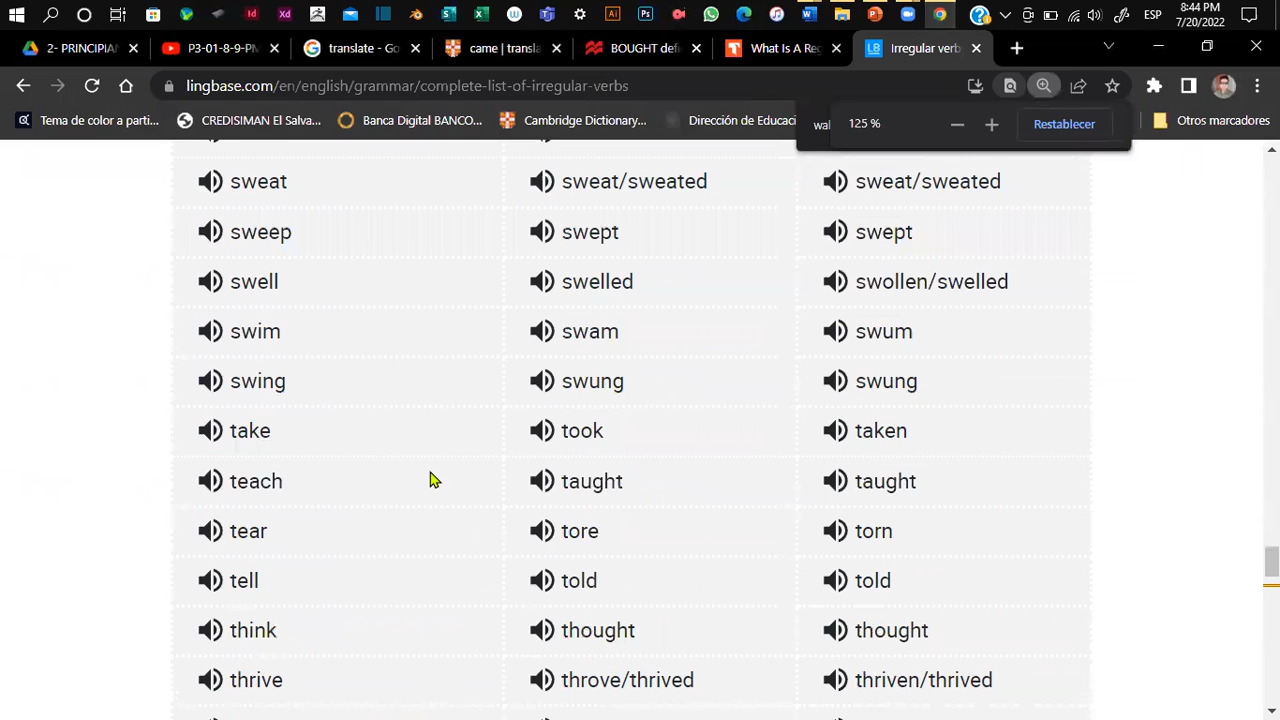 ESP
8:44 PM
7/20/2022
2- PRINCIPIAN
P3-01-8-9-PM
translate - Go
came | transla
BOUGHT defi
What Is A Reg
Irregular verb
lingbase.com/en/english/grammar/complete-list-of-irregular-verbs
Tema de color a parti...
CREDISIMAN El Salva...
Banca Digital BANCO...
Cambridge Dictionary...
Dirección de Educaci
wal
125 %
Restablecer
Otros marcadores
sweat sweat/sweated sweat/sweated
sweep swept swept
swell swelled swollen/swelled
swim swam swum
swing swung swung
take took taken
teach taught taught
tear tore torn
tell told told
think thought thought
thrive throve/thrived thriven/thrived